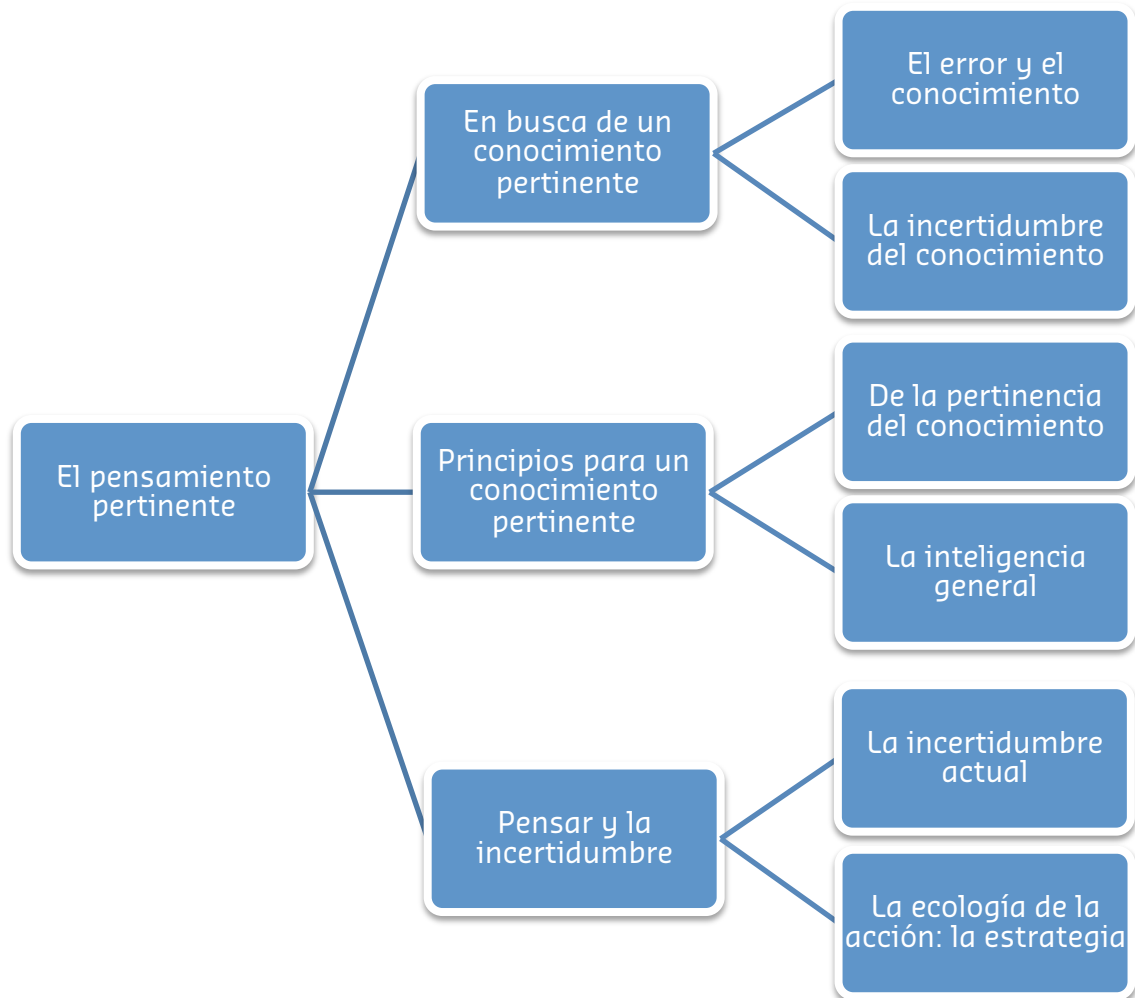 El pensamiento
pertinente
En busca de un
conocimiento
pertinente
El error y el
conocimiento
La incertidumbre
del conocimiento
Principios para un
conocimiento
pertinente
De la pertinencia
del conocimiento
La inteligencia
general
Pensar y la
incertidumbre
La incertidumbre
actual
La ecología de la
acción: la estrategia